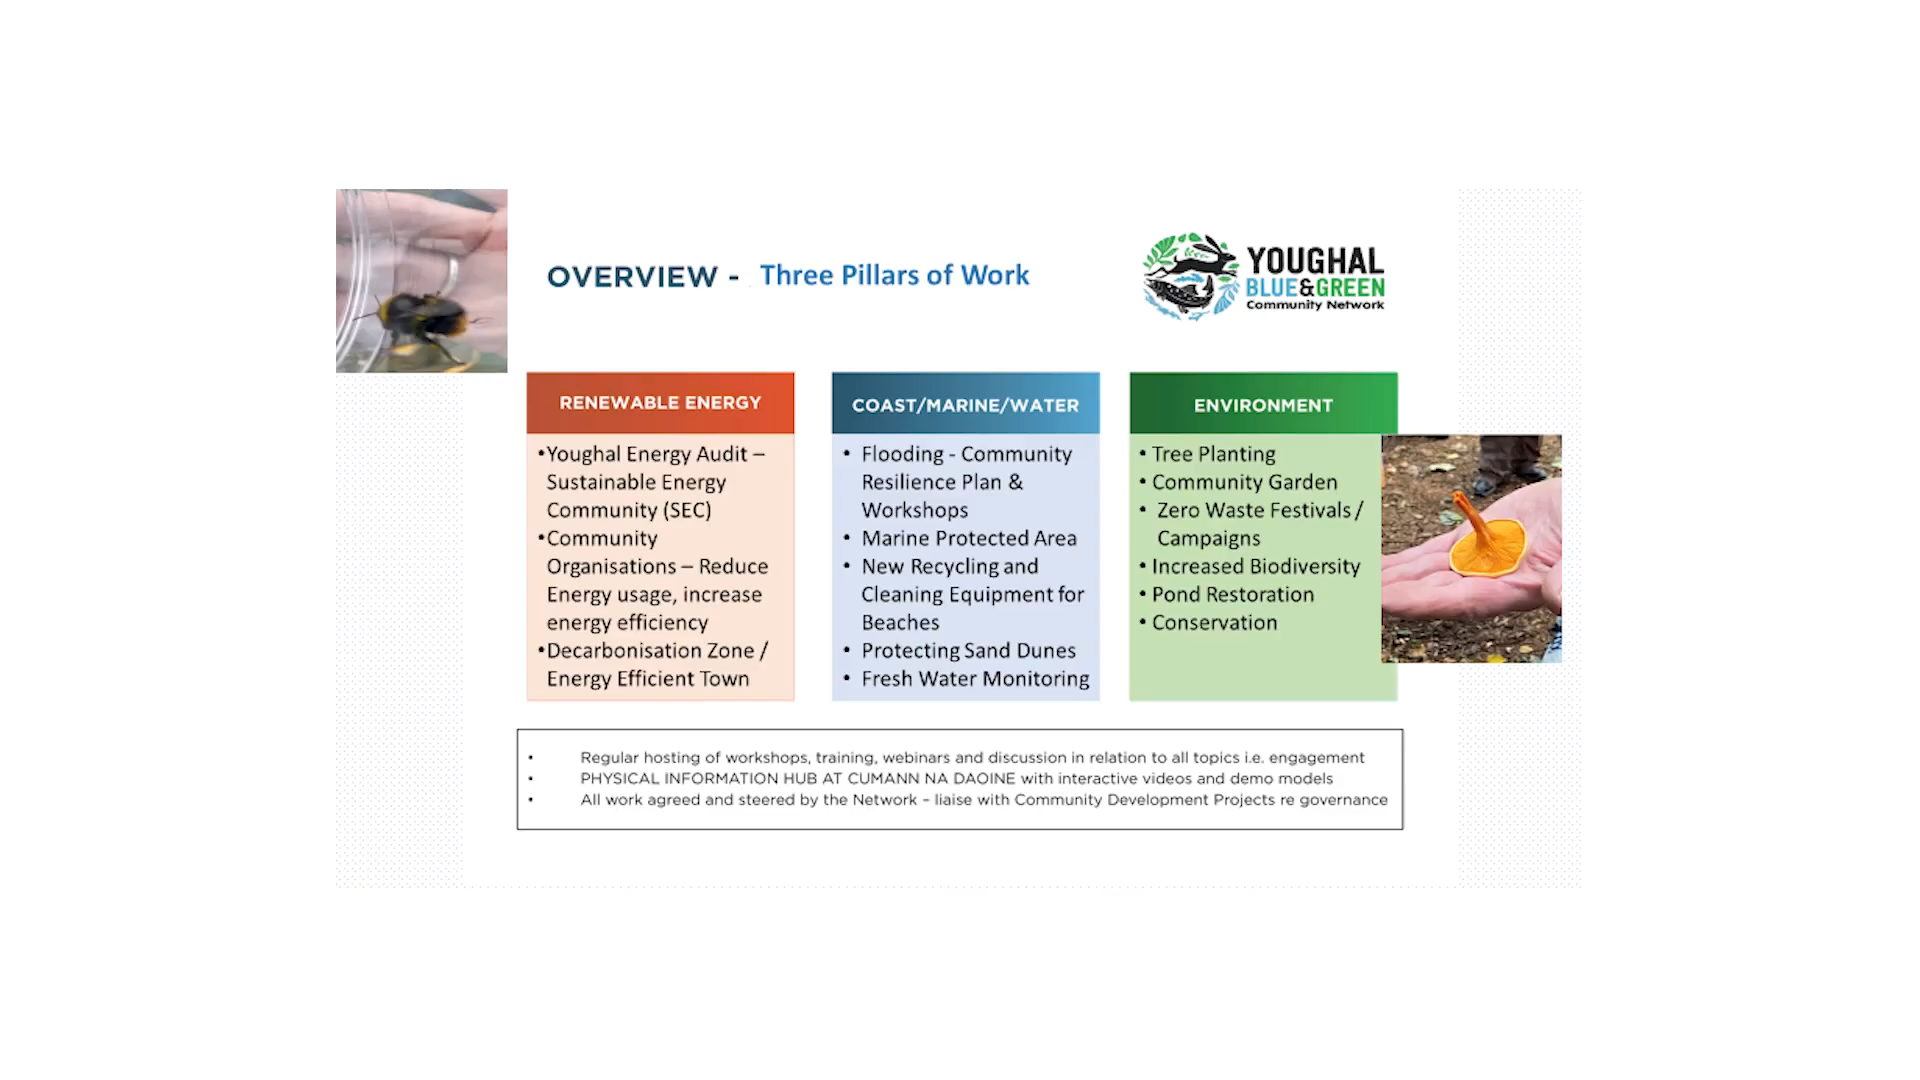 OVERVIEW - Three Pillars of Work
YOUGHAL
BLUE&GREEN
Community Network
RENEWABLE ENERGY
•Youghal Energy Audit –
Sustainable Energy
Community (SEC)
•Community
Organisations – Reduce
Energy usage, increase
energy efficiency
•Decarbonisation Zone /
Energy Efficient Town
COAST/MARINE/WATER
• Flooding - Community
Resilience Plan &
Workshops
• Marine Protected Area
• New Recycling and
Cleaning Equipment for
Beaches
• Protecting Sand Dunes
• Fresh Water Monitoring
ENVIRONMENT
• Tree Planting
• Community Garden
• Zero Waste Festivals /
Campaigns
• Increased Biodiversity
• Pond Restoration
• Conservation
• Regular hosting of workshops, training, webinars and discussion in relation to all topics i.e. engagement
• PHYSICAL INFORMATION HUB AT CUMANN NA DAOINE with interactive videos and demo models
• All work agreed and steered by the Network – liaise with Community Development Projects re governance